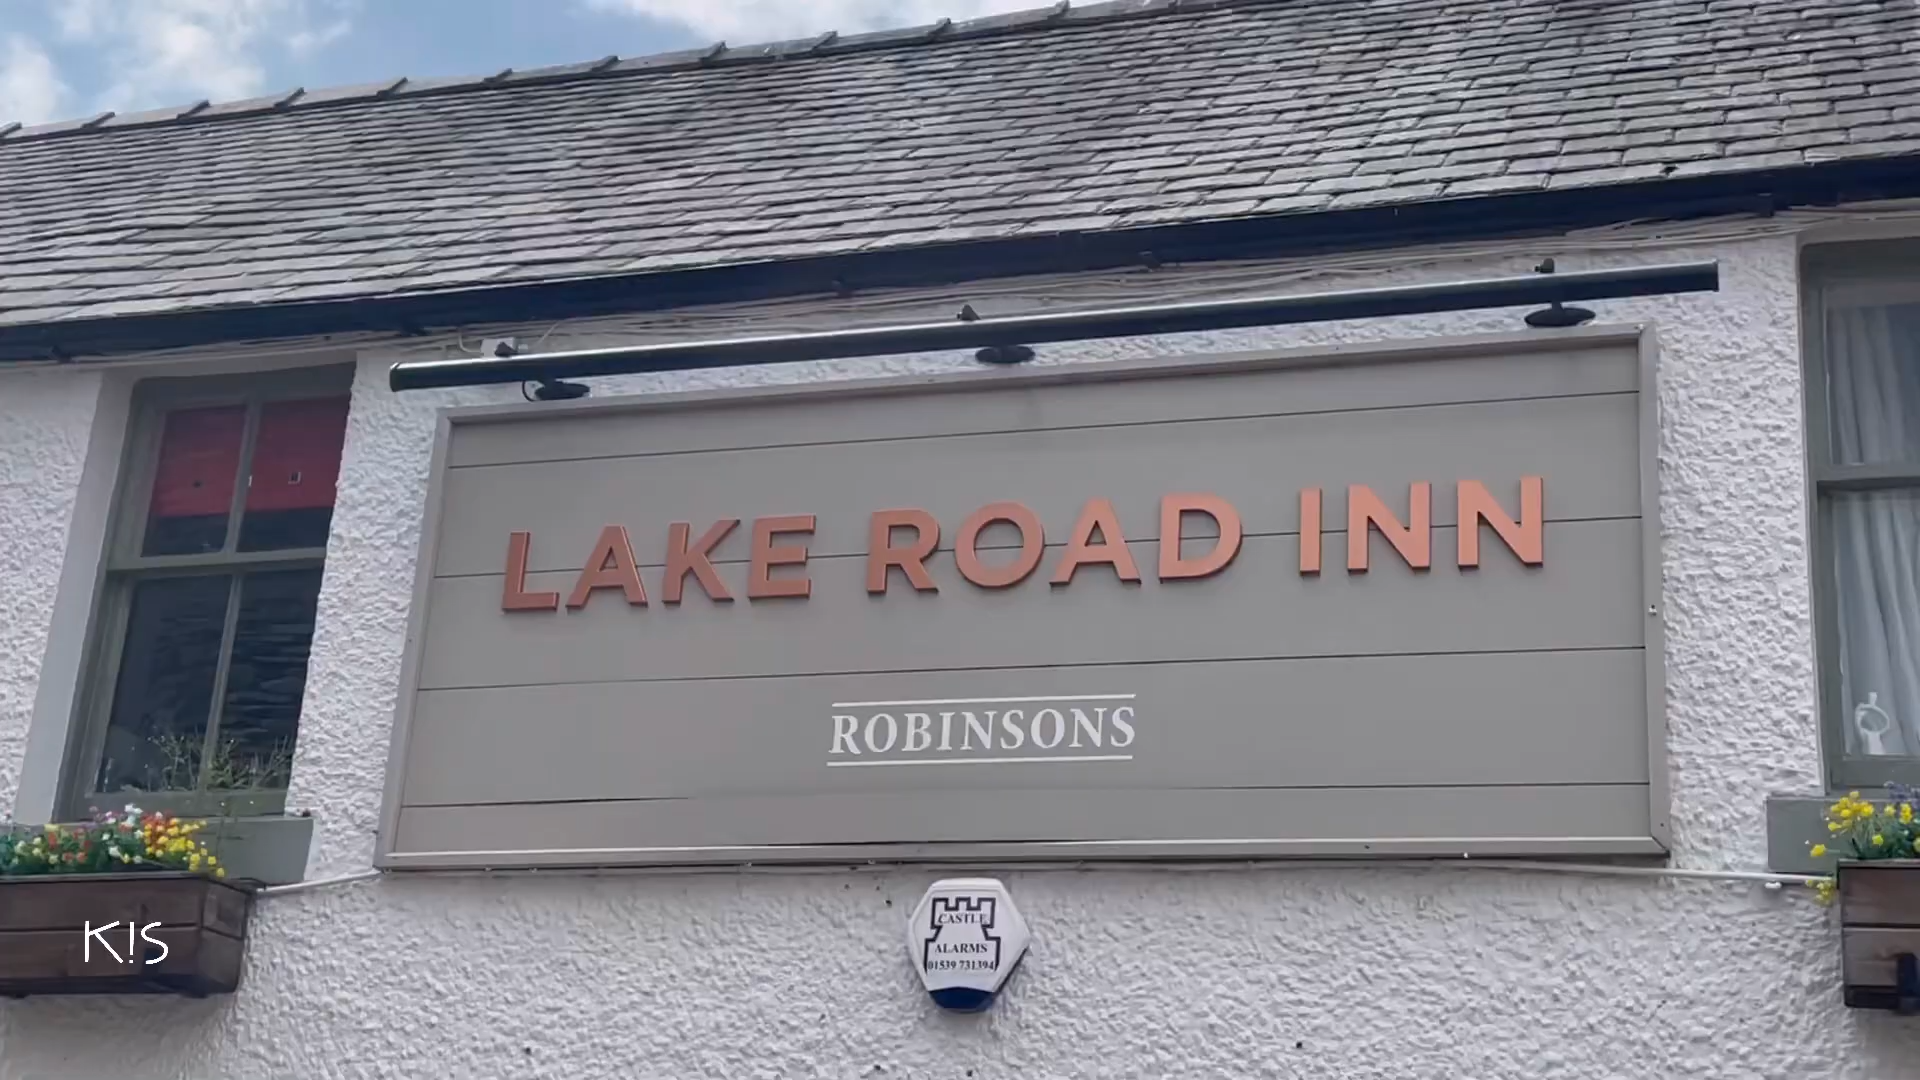 LAKE ROAD INN
ROBINSONS
CASTLE
ALARMS
01539 731394
K!S